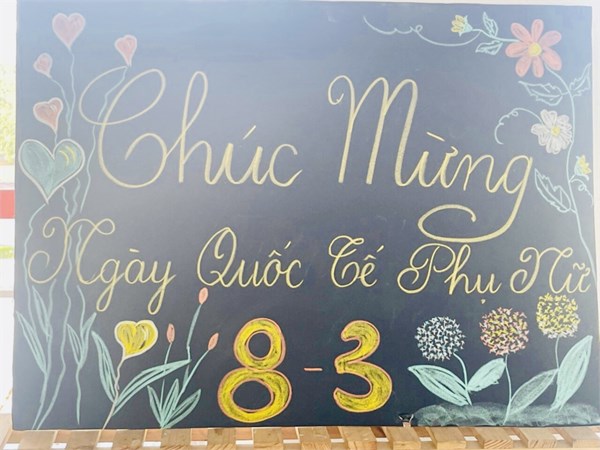 Chúc Mừng
Ngày Quốc Tế Phụ Nữ
8-3